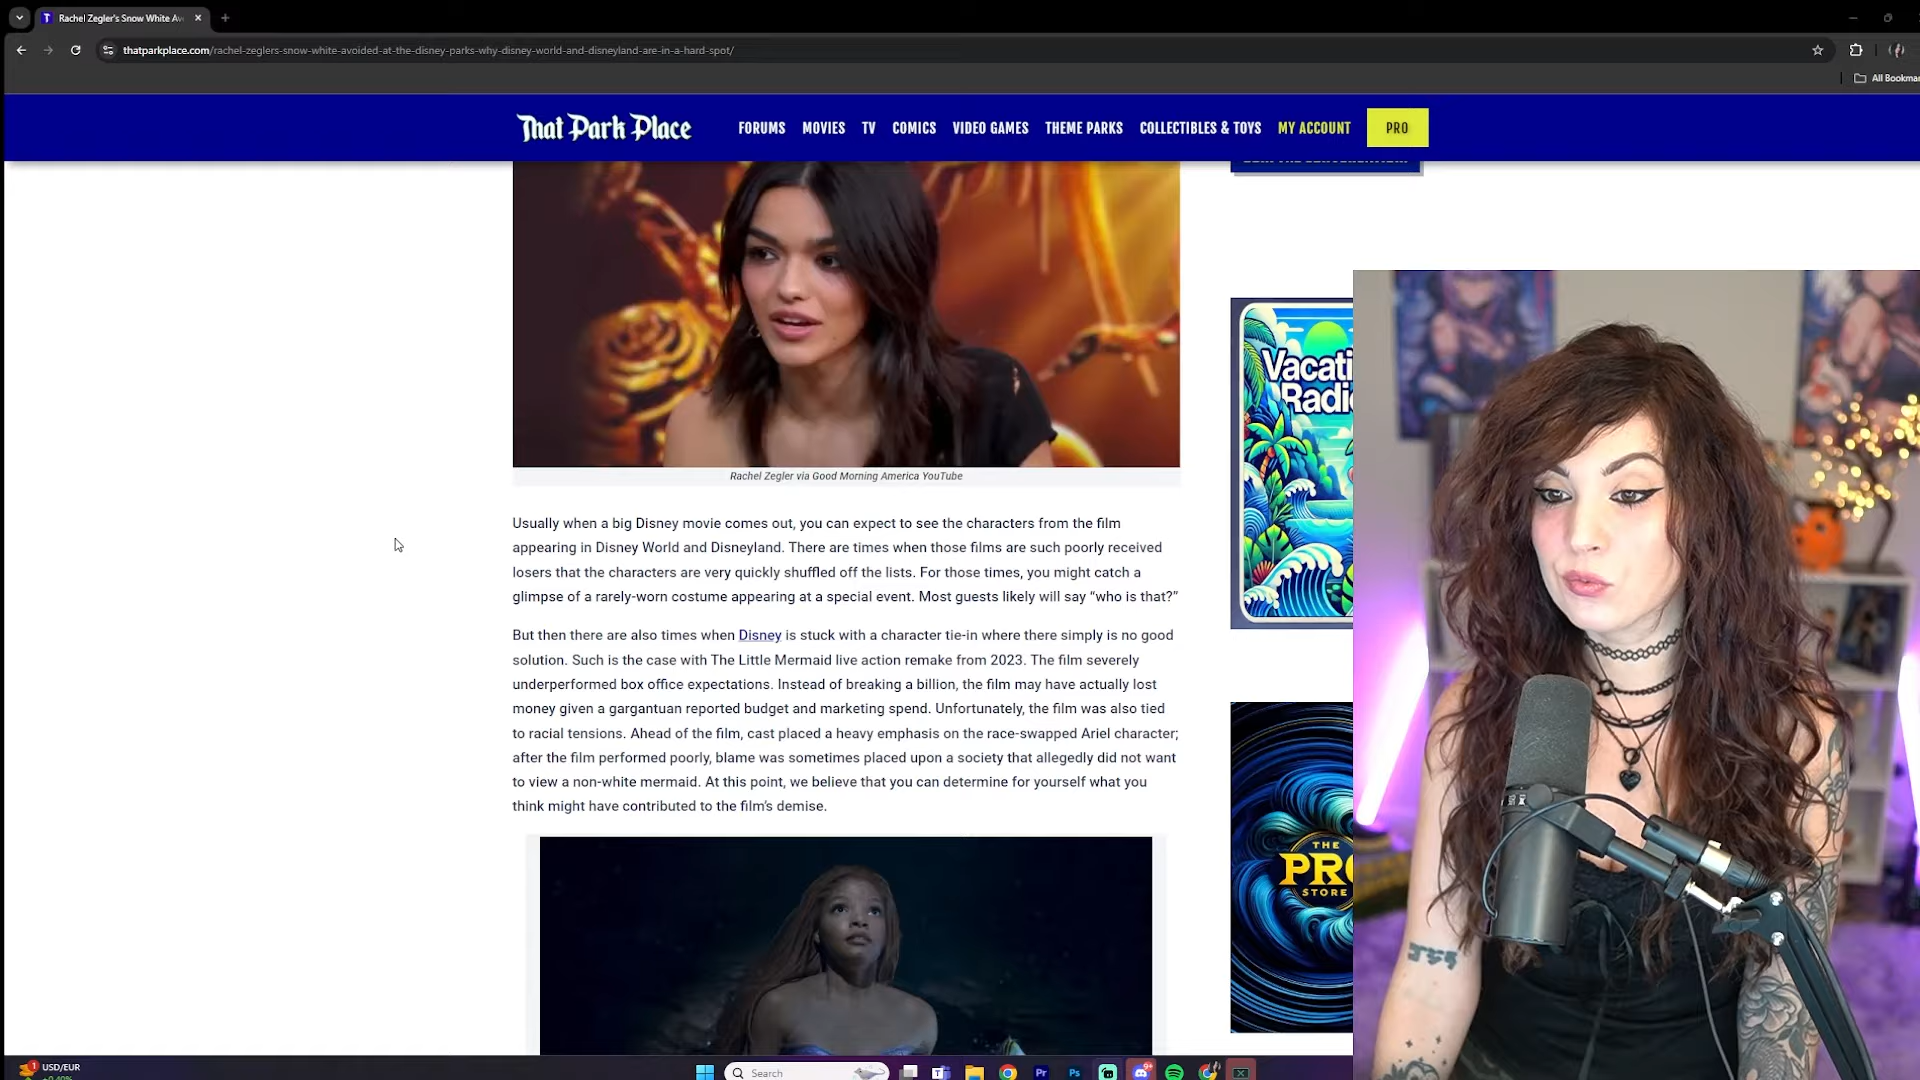 Rachel Zegler's Snow White Av
thatparkplace.com/rachel-zeglers-snow-white-avoided-at-the-disney-parks-why-disney-world-and-disneyland-are-in-a-hard-spot/
All Bookmar
That Park Place
FORUMS MOVIES TV COMICS VIDEO GAMES THEME PARKS COLLECTIBLES & TOYS MY ACCOUNT PRO
Rachel Zegler via Good Morning America YouTube
Usually when a big Disney movie comes out, you can expect to see the characters from the film
appearing in Disney World and Disneyland. There are times when those films are such poorly received
losers that the characters are very quickly shuffled off the lists. For those times, you might catch a
glimpse of a rarely-worn costume appearing at a special event. Most guests likely will say “who is that?”
But then there are also times when Disney is stuck with a character tie-in where there simply is no good
solution. Such is the case with The Little Mermaid live action remake from 2023. The film severely
underperformed box office expectations. Instead of breaking a billion, the film may have actually lost
money given a gargantuan reported budget and marketing spend. Unfortunately, the film was also tied
to racial tensions. Ahead of the film, cast placed a heavy emphasis on the race-swapped Ariel character;
after the film performed poorly, blame was sometimes placed upon a society that allegedly did not want
to view a non-white mermaid. At this point, we believe that you can determine for yourself what you
think might have contributed to the film’s demise.
Vacati
Radi
THE
PRO
STORE
USD/EUR
+0.40%
Search
Pr
Ps